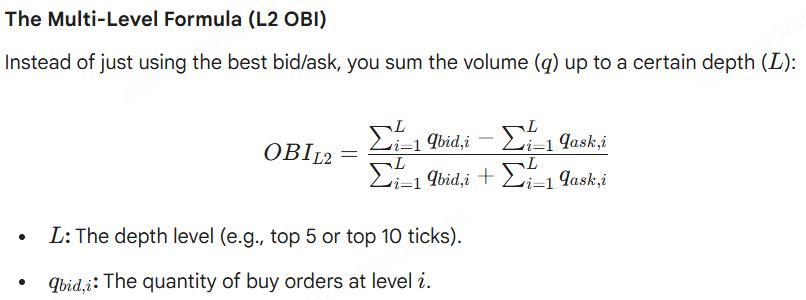 The Multi-Level Formula (L2 OBI)
Instead of just using the best bid/ask, you sum the volume (q) up to a certain depth (L):
OBI_{L2} = \frac{\sum_{i=1}^{L} q_{bid,i} - \sum_{i=1}^{L} q_{ask,i}}{\sum_{i=1}^{L} q_{bid,i} + \sum_{i=1}^{L} q_{ask,i}}
• L: The depth level (e.g., top 5 or top 10 ticks).
• q_{bid,i}: The quantity of buy orders at level i.